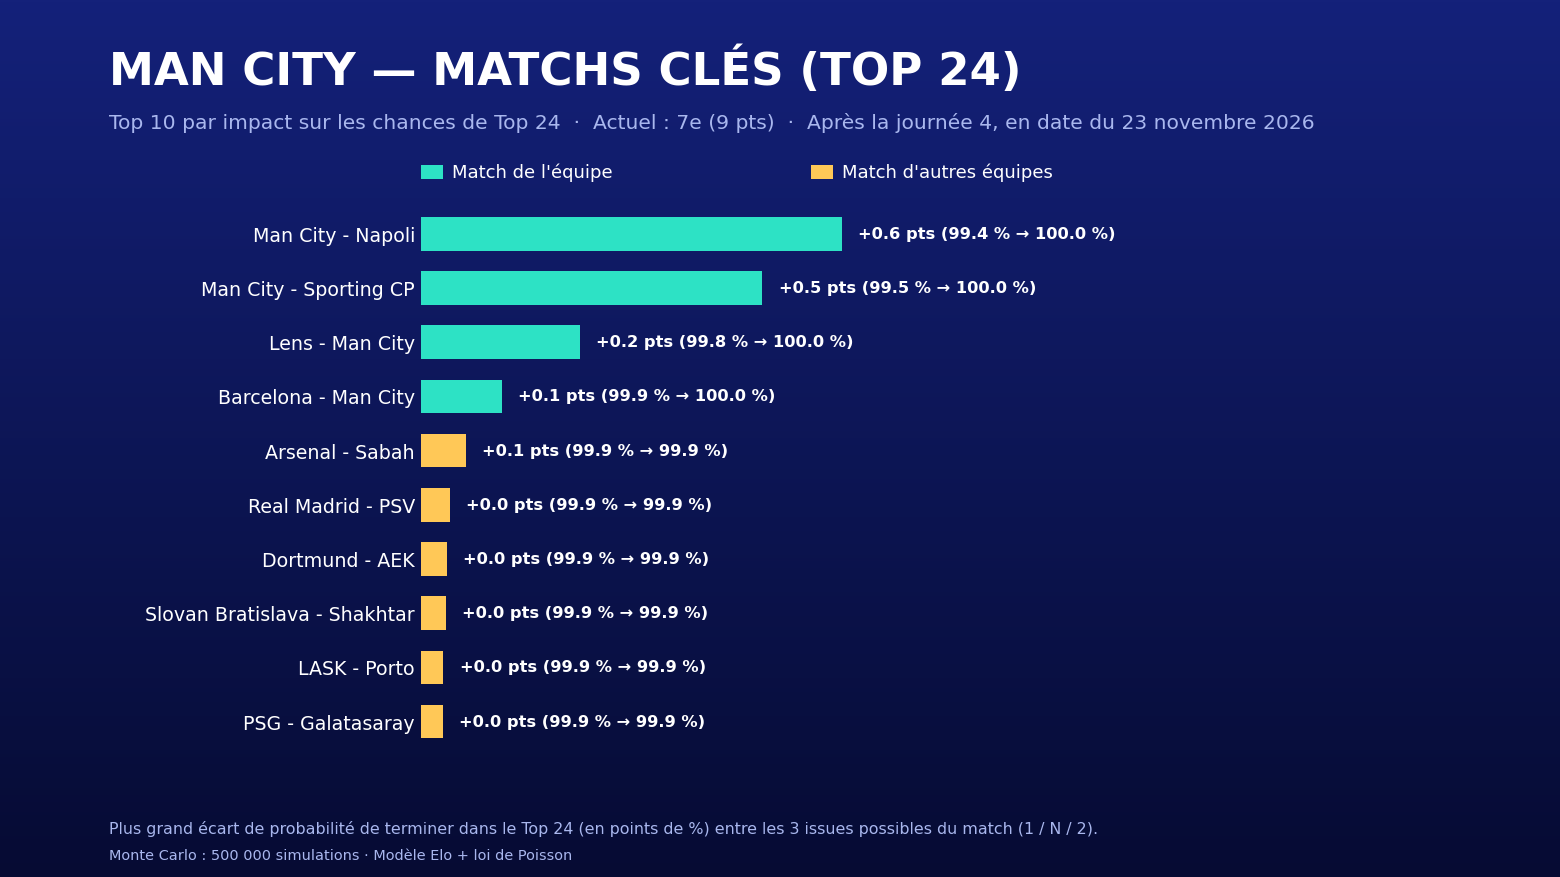 MAN CITY — MATCHS CLÉS (TOP 24)
Top 10 par impact sur les chances de Top 24 · Actuel : 7e (9 pts) · Après la journée 4, en date du 23 novembre 2026
Match de l'équipe Match d'autres équipes
Man City - Napoli +0.6 pts (99.4 % → 100.0 %)
Man City - Sporting CP +0.5 pts (99.5 % → 100.0 %)
Lens - Man City +0.2 pts (99.8 % → 100.0 %)
Barcelona - Man City +0.1 pts (99.9 % → 100.0 %)
Arsenal - Sabah +0.1 pts (99.9 % → 99.9 %)
Real Madrid - PSV +0.0 pts (99.9 % → 99.9 %)
Dortmund - AEK +0.0 pts (99.9 % → 99.9 %)
Slovan Bratislava - Shakhtar +0.0 pts (99.9 % → 99.9 %)
LASK - Porto +0.0 pts (99.9 % → 99.9 %)
PSG - Galatasaray +0.0 pts (99.9 % → 99.9 %)
Plus grand écart de probabilité de terminer dans le Top 24 (en points de %) entre les 3 issues possibles du match (1 / N / 2).
Monte Carlo : 500 000 simulations · Modèle Elo + loi de Poisson